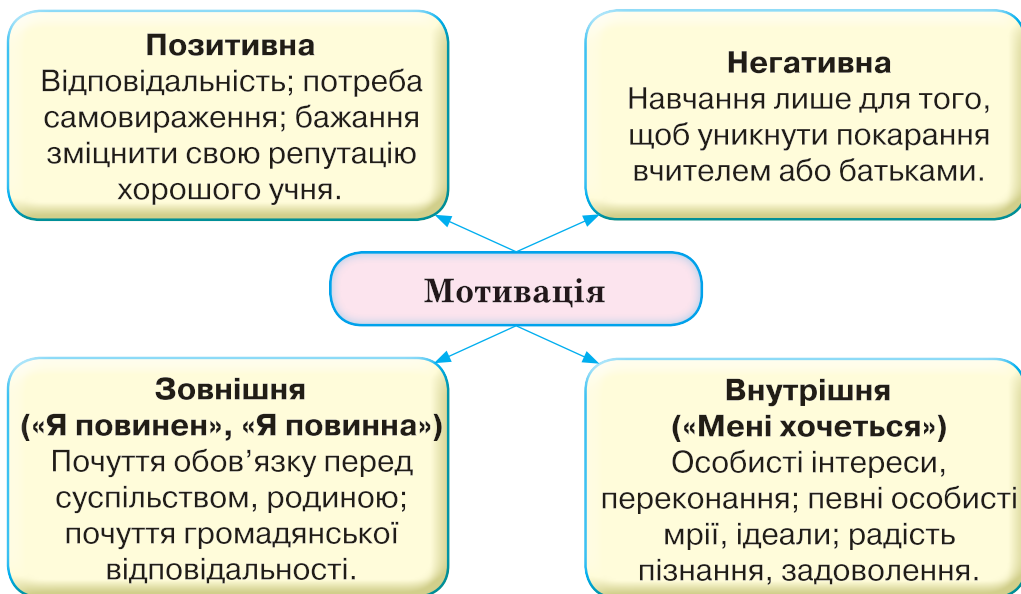 Позитивна
Відповідальність; потреба
самовираження; бажання
зміцнити свою репутацію
хорошого учня.
Негативна
Навчання лише для того,
щоб уникнути покарання
вчителем або батьками.
Мотивація
Зовнішня
(«Я повинен», «Я повинна»)
Почуття обов’язку перед
суспільством, родиною;
почуття громадянської
відповідальності.
Внутрішня
(«Мені хочеться»)
Особисті інтереси,
переконання; певні особисті
мрії, ідеали; радість
пізнання, задоволення.